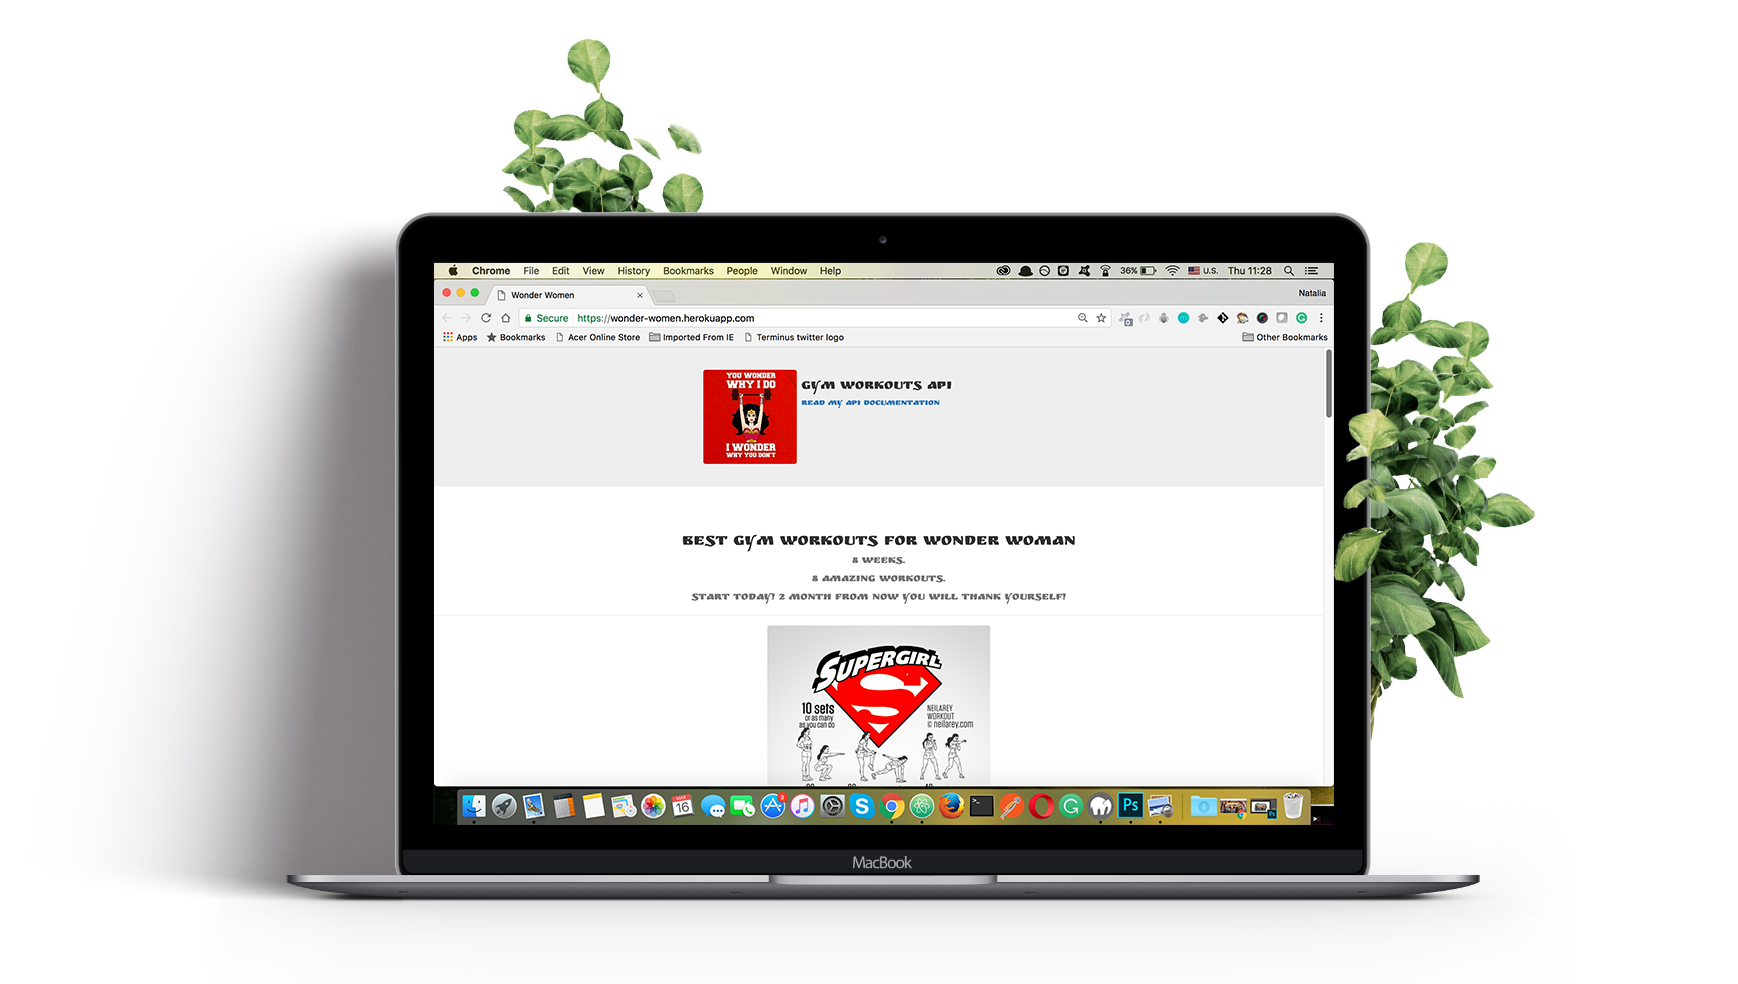 Chrome File Edit View History Bookmarks People Window Help 36% U.S. Thu 11:28
Wonder Women Natalia
Secure https://wonder-women.herokuapp.com
Apps Bookmarks Acer Online Store Imported From IE Terminus twitter logo Other Bookmarks
YOU WONDER
WHY I DO
I WONDER
WHY YOU DON'T
GYM WORKOUTS API
READ MY API DOCUMENTATION
BEST GYM WORKOUTS FOR WONDER WOMAN
8 WEEKS.
8 AMAZING WORKOUTS.
START TODAY! 2 MONTH FROM NOW YOU WILL THANK YOURSELF!
SUPERGIRL
10 sets
or as many
as you can do
NEILAREY
WORKOUT
© neilarey.com
16
3
Ps
MacBook